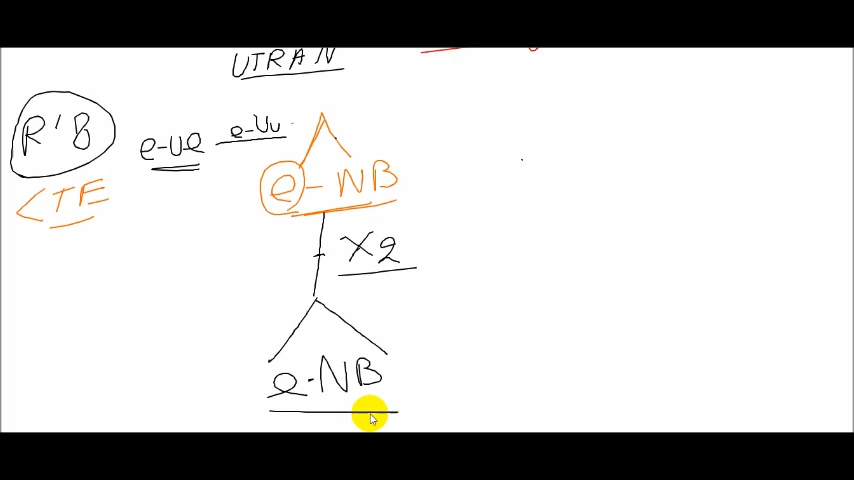 UTRAN
R'8
e-ue e-Uu
LTE
e-NB
X2
e-NB